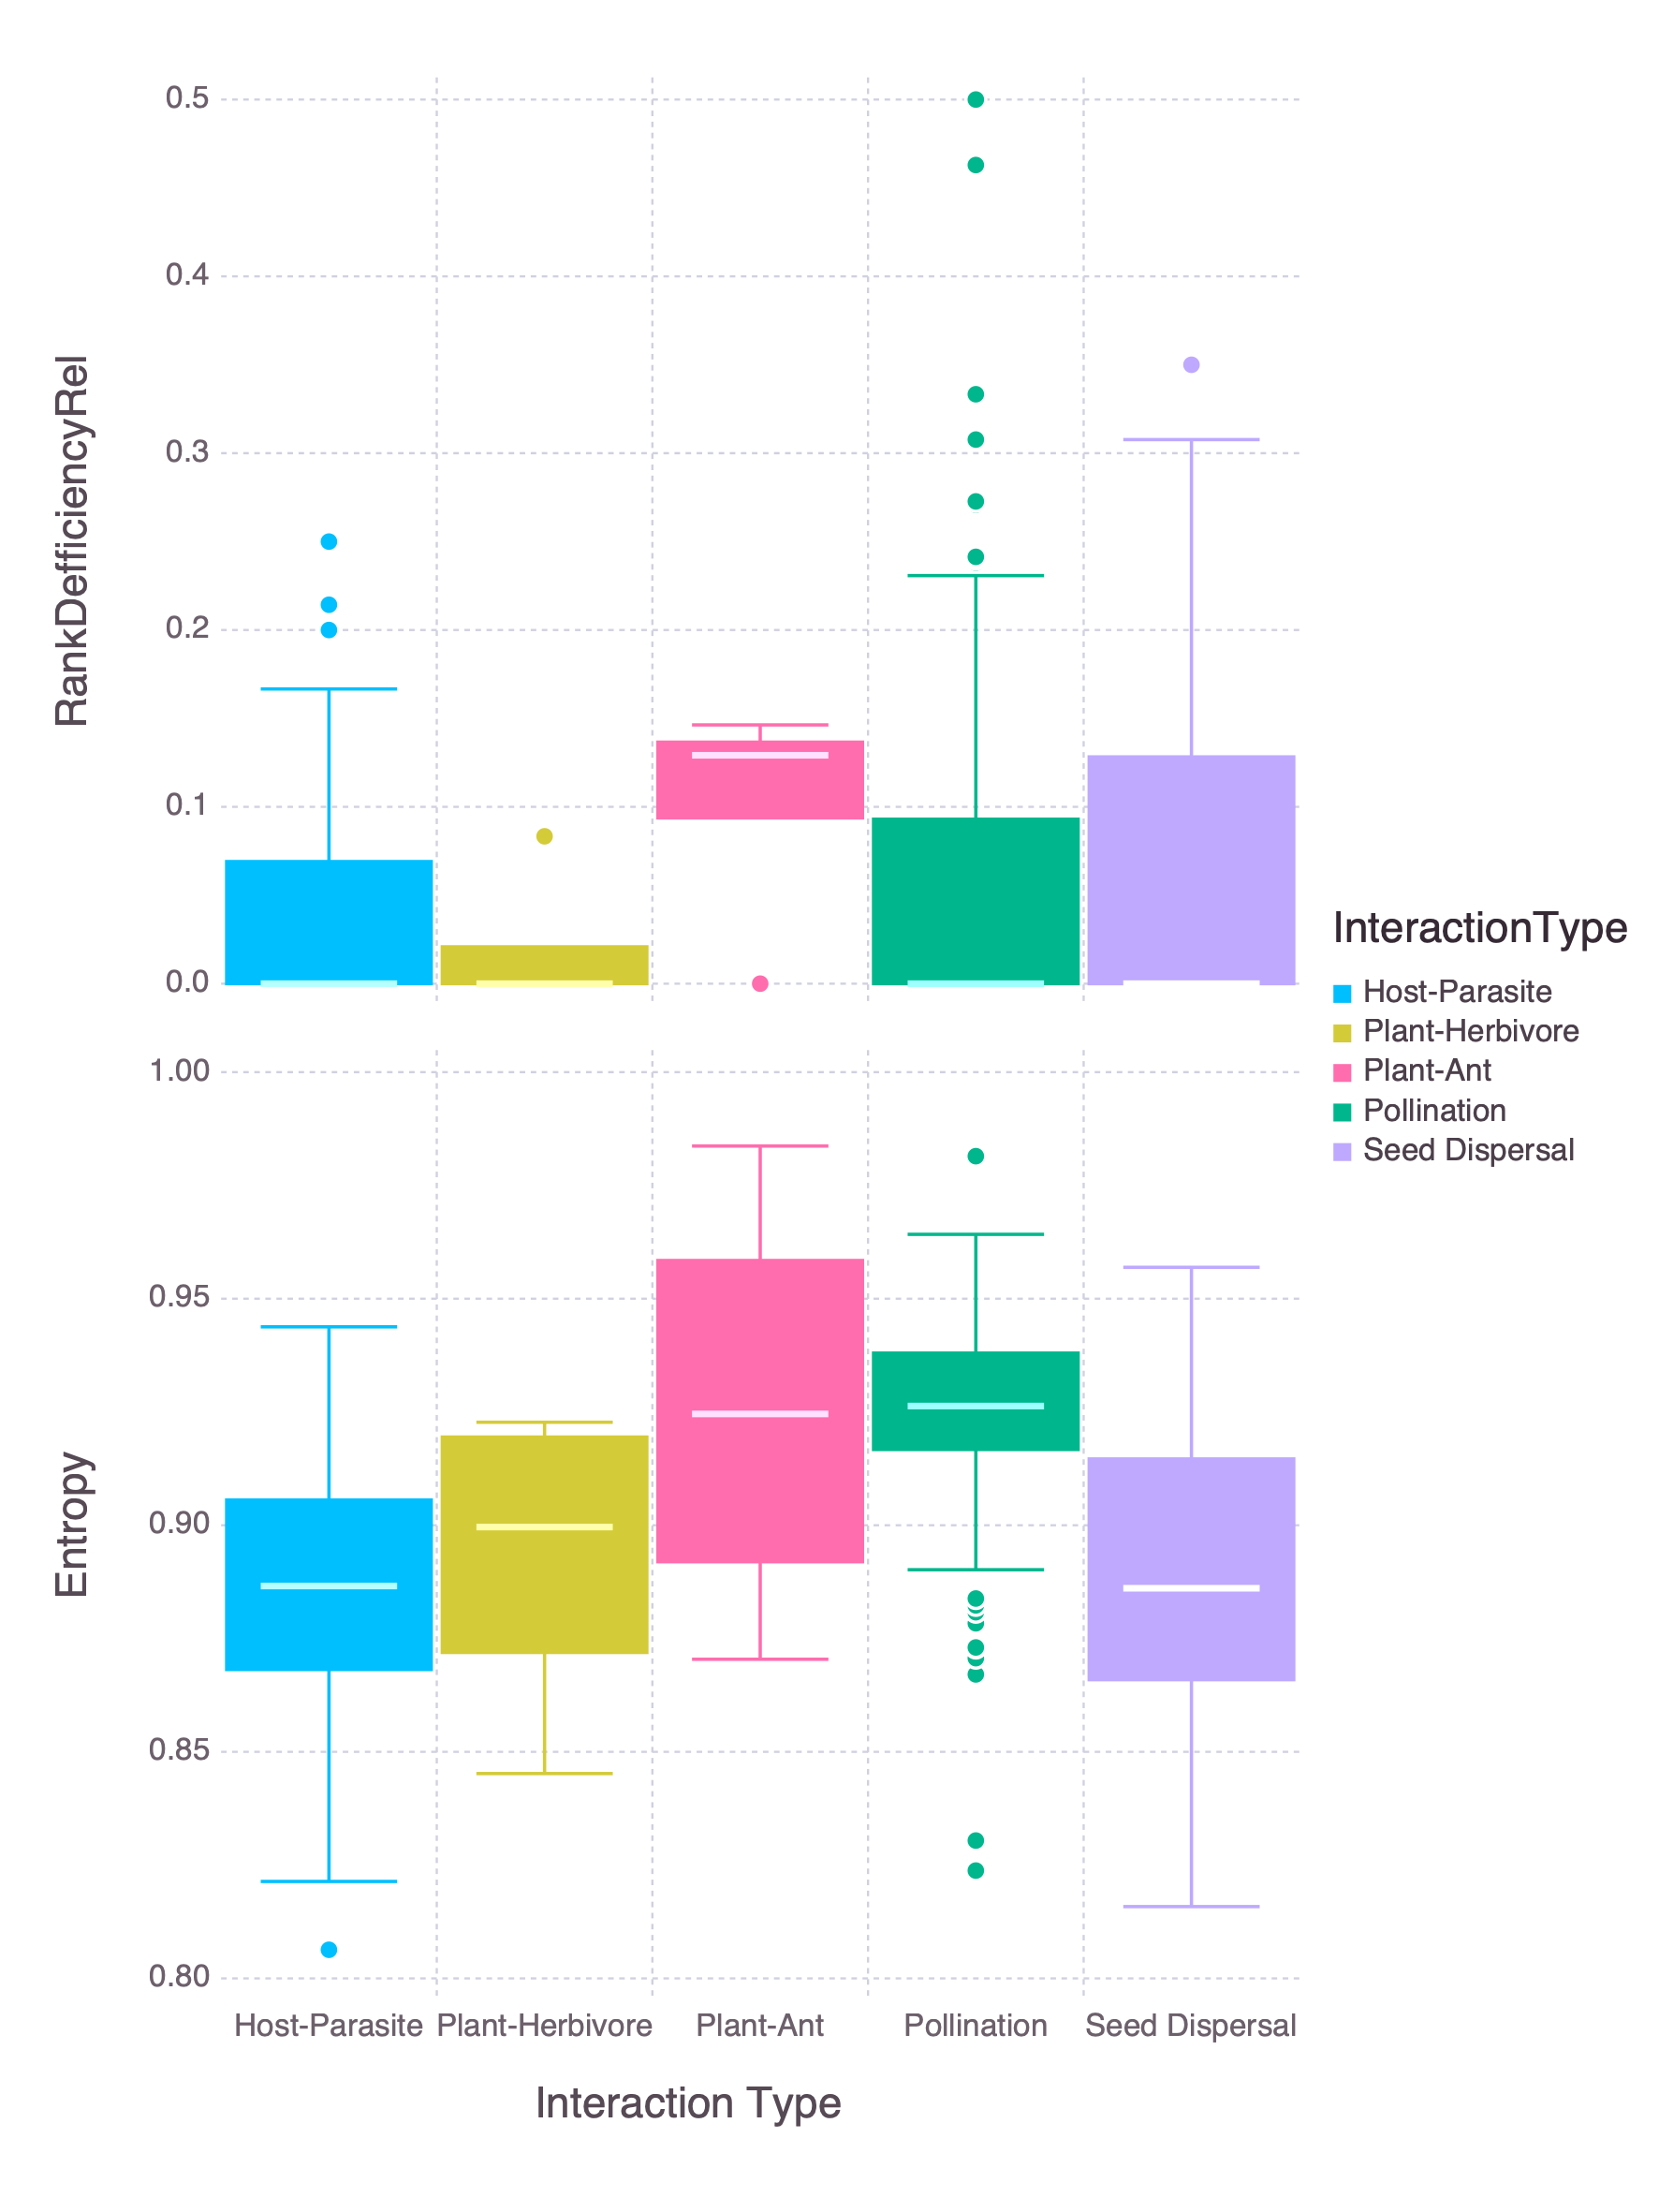 0.5
0.4
0.3
0.2
0.1
0.0
RankDefficiencyRel
1.00
0.95
0.90
0.85
0.80
Entropy
Host-Parasite Plant-Herbivore Plant-Ant Pollination Seed Dispersal
Interaction Type
InteractionType
Host-Parasite
Plant-Herbivore
Plant-Ant
Pollination
Seed Dispersal